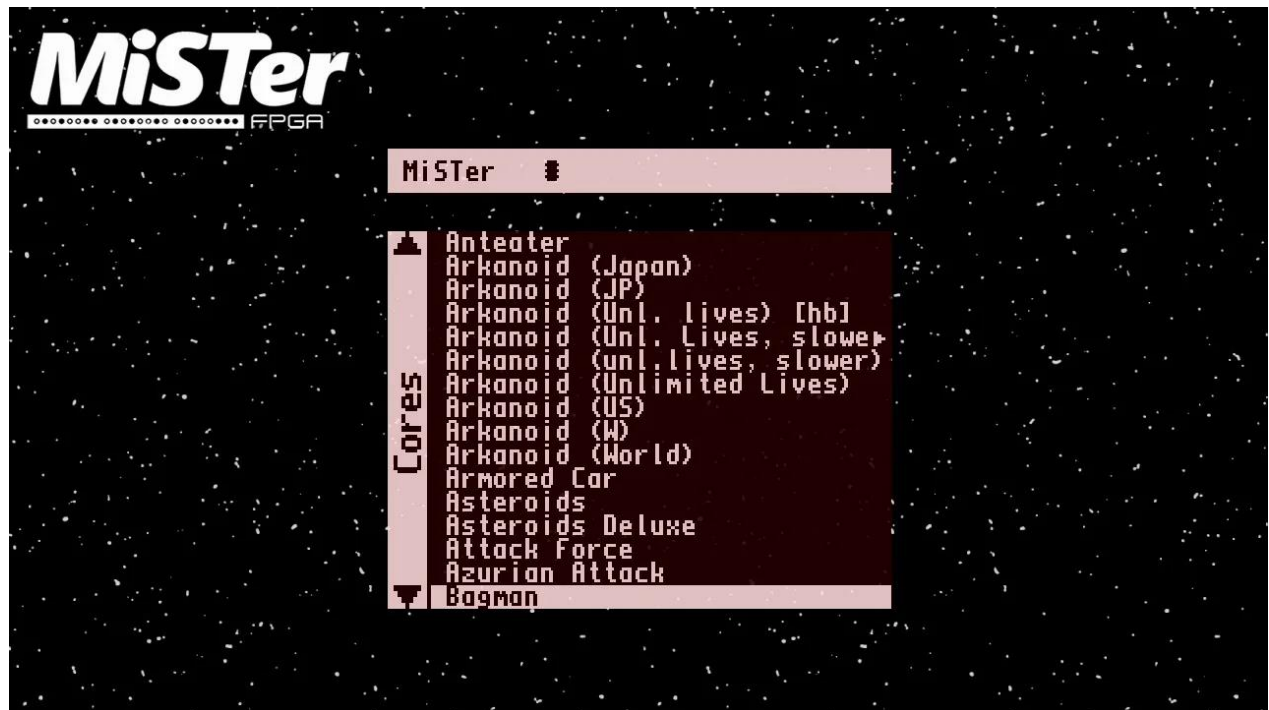 MiSTer
FPGA
MiSTer
Cores
Anteater
Arkanoid (Japan)
Arkanoid (JP)
Arkanoid (Unl. lives) [hb]
Arkanoid (Unl. Lives, slowe
Arkanoid (unl.lives, slower)
Arkanoid (Unlimited Lives)
Arkanoid (US)
Arkanoid (W)
Arkanoid (World)
Armored Car
Asteroids
Asteroids Deluxe
Attack Force
Azurian Attack
Bagman